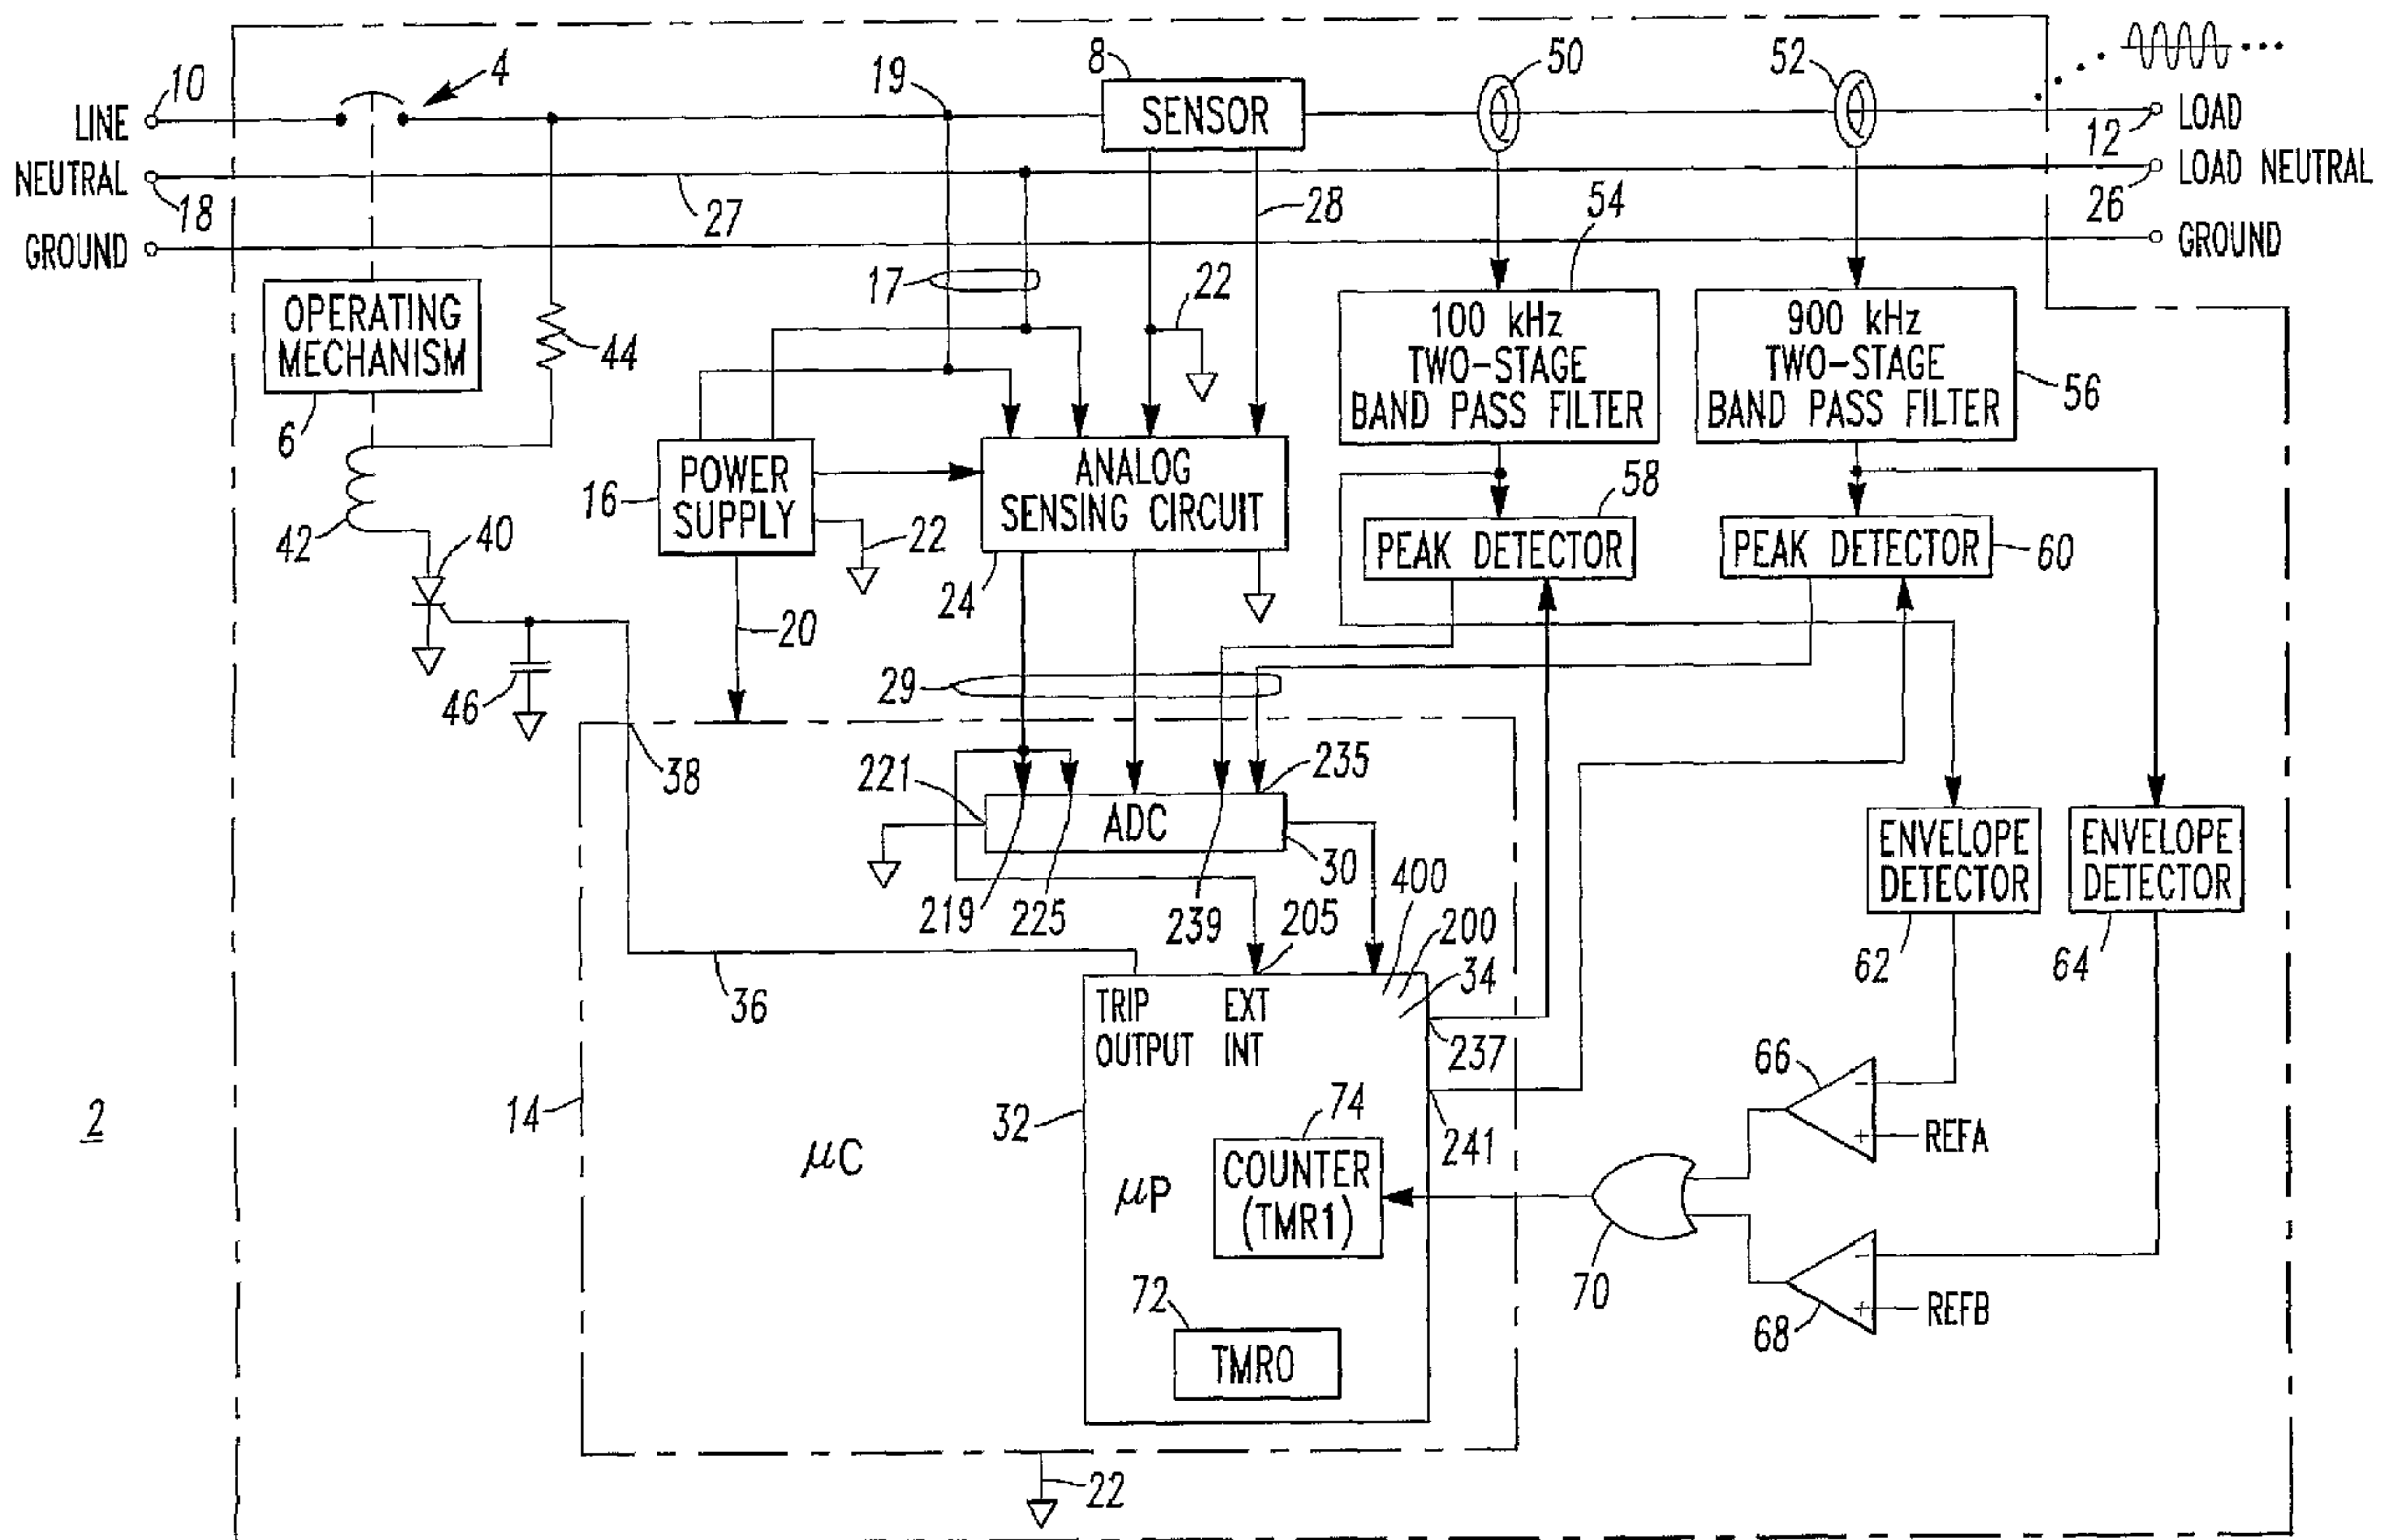 10
4
19
8
SENSOR
50
52
LINE
LOAD
12
NEUTRAL
18
27
28
54
LOAD NEUTRAL
26
GROUND
GROUND
17
22
OPERATING
MECHANISM
6
44
100 kHz
TWO-STAGE
BAND PASS FILTER
900 kHz
TWO-STAGE
BAND PASS FILTER
56
16
POWER
SUPPLY
22
ANALOG
SENSING CIRCUIT
24
58
PEAK DETECTOR
PEAK DETECTOR
60
42
40
46
20
29
38
221
235
ADC
30
219
225
239
205
400
200
34
ENVELOPE
DETECTOR
62
ENVELOPE
DETECTOR
64
36
TRIP
OUTPUT
EXT
INT
237
241
2
14
μC
32
μP
74
COUNTER
(TMR1)
72
TMR0
66
−
+
REFA
70
68
−
+
REFB
22